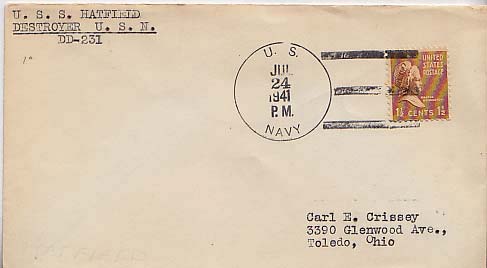 U. S. S. HATFIELD
DESTROYER U. S. N.
DD-231
U. S.
JUL
24
1941
P.M.
NAVY
UNITED
STATES
POSTAGE
1½ CENTS 1½
Carl E. Crissey
3390 Glenwood Ave.,
Toledo, Ohio
HATFIELD